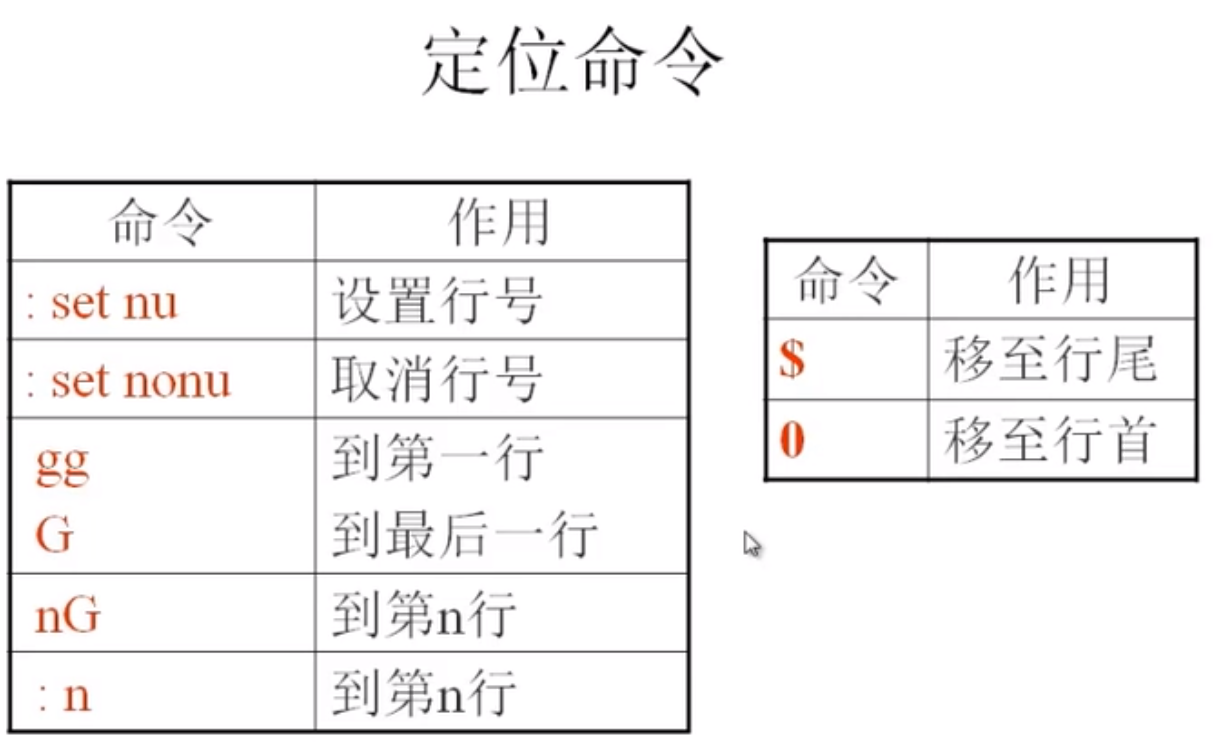 定位命令
命令 作用
: set nu 设置行号
: set nonu 取消行号
gg 到第一行
G 到最后一行
nG 到第n行
: n 到第n行
命令 作用
$ 移至行尾
0 移至行首